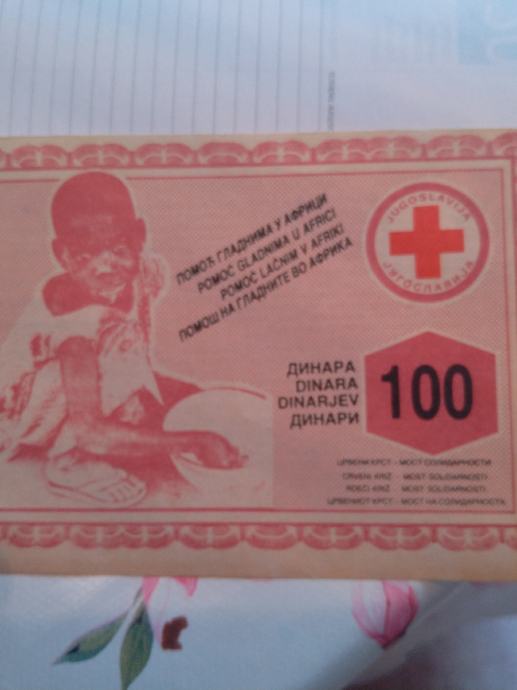 ПОМОЋ ГЛАДНИМА У АФРИЦИ
POMOĆ GLADNIMA U AFRICI
POMOĆ LAČNIM V AFRIKI
ПОМОШ НА ГЛАДНИТЕ ВО АФРИКА
JUGOSLAVIJA
ЈУГОСЛАВИЈА
ДИНАРА
DINARA
DINARJEV
ДИНАРИ
100
ЦРВЕНИ КРСТ - МОСТ СОЛИДАРНОСТИ
CRVENI KRIŽ - MOST SOLIDARNOSTI
RDEČI KRIŽ - MOST SOLIDARNOSTI
ЦРВЕНИОТ КРСТ - МОСТ НА СОЛИДАРНОСТА